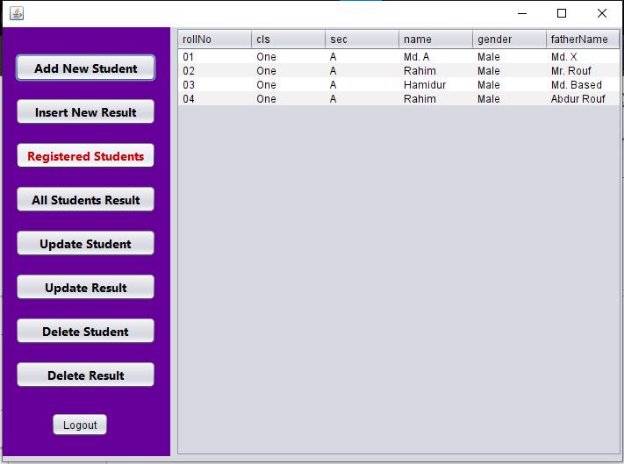 Add New Student
Insert New Result
Registered Students
All Students Result
Update Student
Update Result
Delete Student
Delete Result
Logout
rollNo cls sec name gender fatherName
01 One A Md. A Male Md. X
02 One A Rahim Male Mr. Rouf
03 One A Hamidur Male Md. Based
04 One A Rahim Male Abdur Rouf